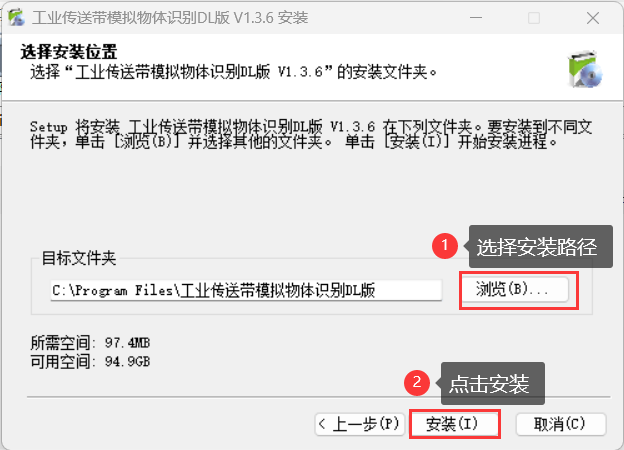 工业传送带模拟物体识别DL版 V1.3.6 安装
选择安装位置
选择“工业传送带模拟物体识别DL版 V1.3.6”的安装文件夹。
Setup 将安装 工业传送带模拟物体识别DL版 V1.3.6 在下列文件夹。要安装到不同文
件夹，单击 [浏览(B)] 并选择其他的文件夹。 单击 [安装(I)] 开始安装进程。
1 选择安装路径
目标文件夹
C:\Program Files\工业传送带模拟物体识别DL版
浏览(B)...
所需空间: 97.4MB
可用空间: 94.9GB
2 点击安装
< 上一步(P)
安装(I)
取消(C)